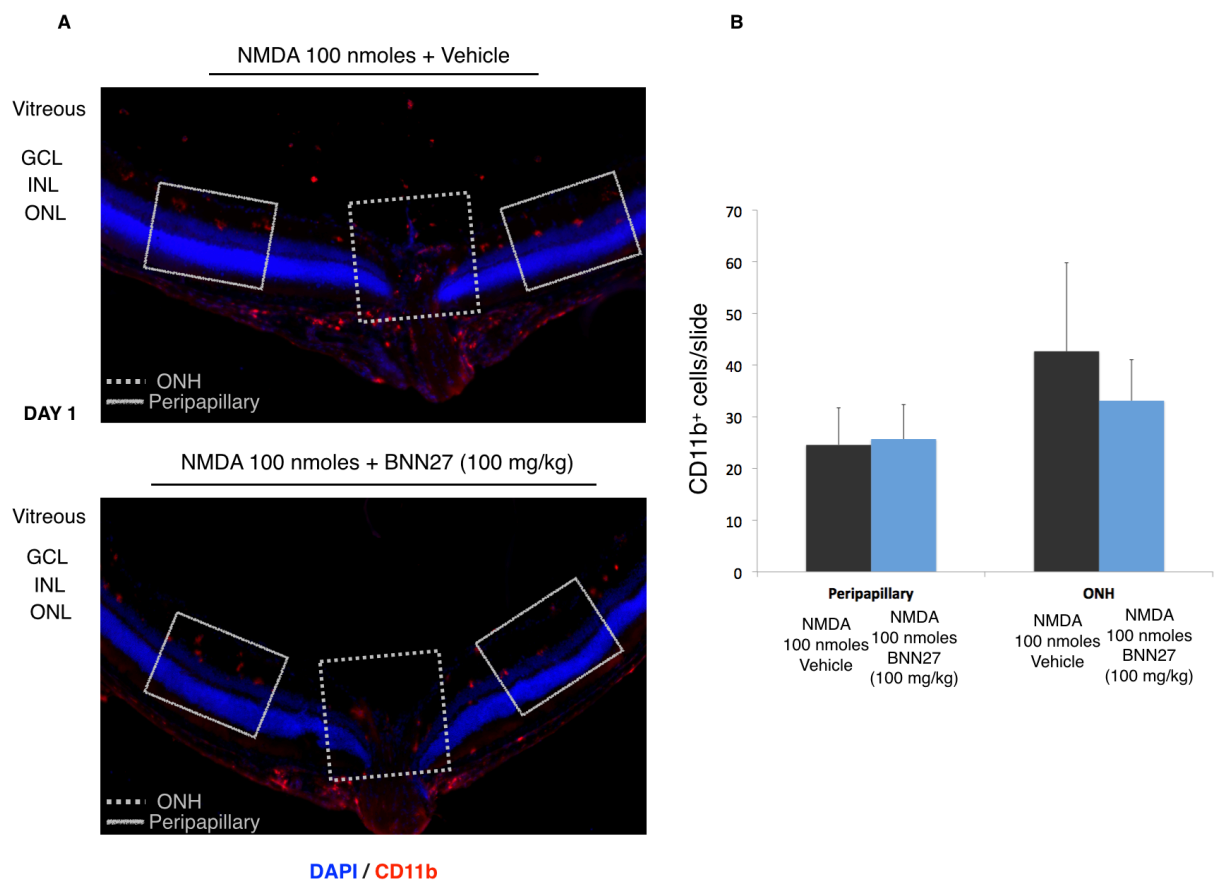 A
NMDA 100 nmoles + Vehicle
Vitreous
GCL
INL
ONL
ONH
Peripapillary
DAY 1
NMDA 100 nmoles + BNN27 (100 mg/kg)
Vitreous
GCL
INL
ONL
ONH
Peripapillary
DAPI / CD11b
B
CD11b⁺ cells/slide
70
60
50
40
30
20
10
0
Peripapillary
ONH
NMDA
100 nmoles
Vehicle
NMDA
100 nmoles
BNN27
(100 mg/kg)
NMDA
100 nmoles
Vehicle
NMDA
100 nmoles
BNN27
(100 mg/kg)